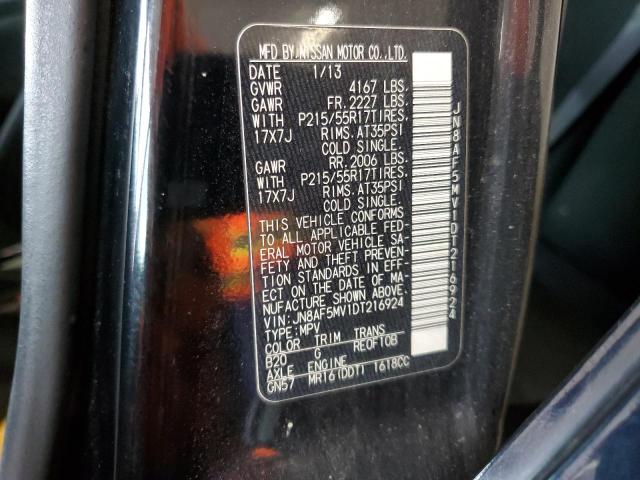 MFD BY NISSAN MOTOR CO.,LTD.
DATE 1/13
GVWR 4167 LBS.
GAWR FR. 2227 LBS.
WITH P215/55R17TIRES,
17X7J RIMS, AT35PSI
COLD SINGLE.
GAWR RR. 2006 LBS.
WITH P215/55R17TIRES,
17X7J RIMS, AT35PSI
COLD SINGLE.
THIS VEHICLE CONFORMS
TO ALL APPLICABLE FED-
ERAL MOTOR VEHICLE SA-
FETY AND THEFT PREVEN-
TION STANDARDS IN EFF-
ECT ON THE DATE OF MA-
NUFACTURE SHOWN ABOVE.
VIN:JN8AF5MV1DT216924
TYPE:MPV
COLOR TRIM TRANS
B20 G RE0F10B
AXLE ENGINE
GN57 MR16(DDT) 1618CC
JN8AF5MV1DT216924